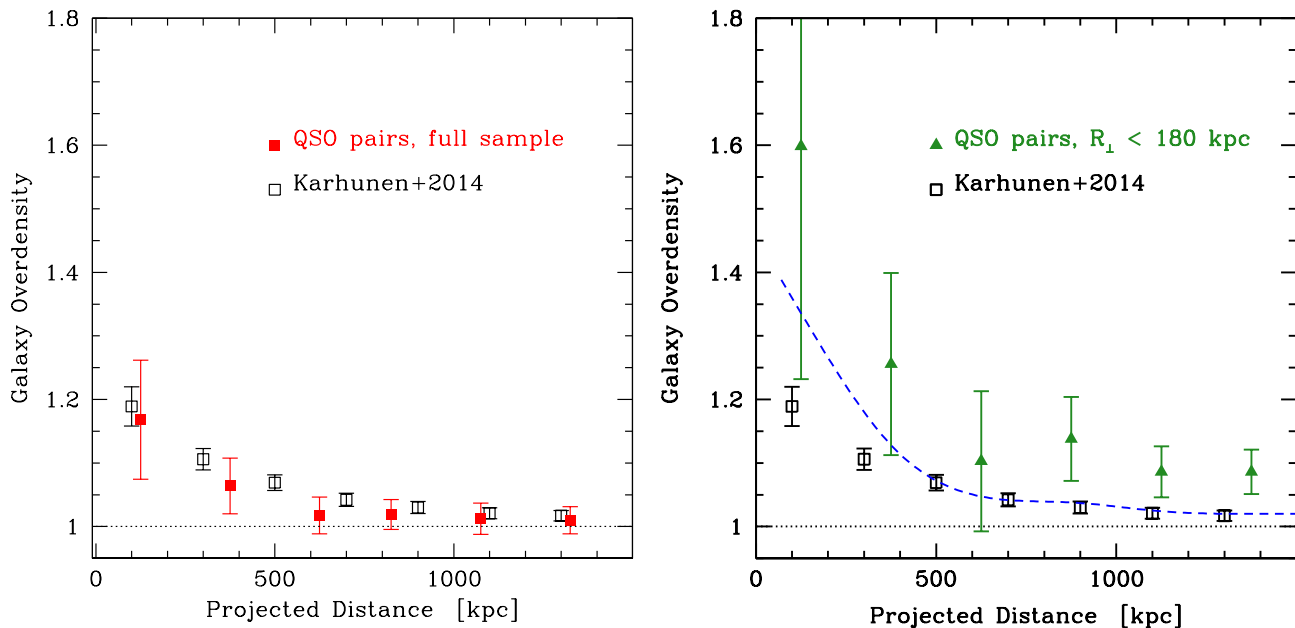 1.8
1.6
1.4
1.2
1
Galaxy Overdensity
QSO pairs, full sample
Karhunen+2014
0
500
1000
Projected Distance [kpc]
1.8
1.6
1.4
1.2
1
Galaxy Overdensity
QSO pairs, R⊥ < 180 kpc
Karhunen+2014
0
500
1000
Projected Distance [kpc]